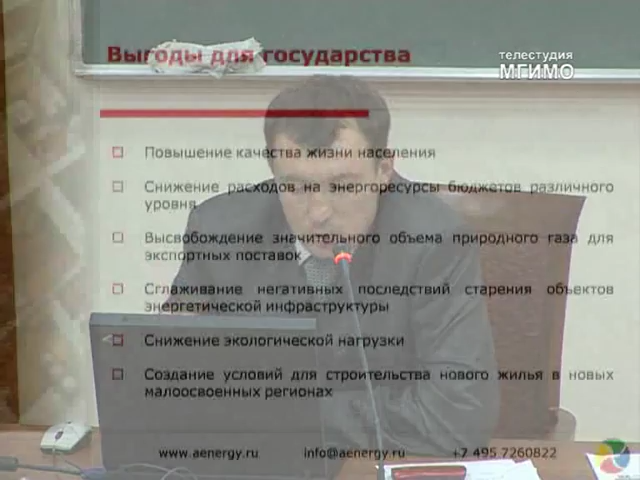 Выгоды для государства
телестудия
МГИМО
Повышение качества жизни населения
Снижение расходов на энергоресурсы бюджетов различного
уровня
Высвобождение значительного объема природного газа для
экспортных поставок
Сглаживание негативных последствий старения объектов
энергетической инфраструктуры
Снижение экологической нагрузки
Создание условий для строительства нового жилья в новых
малоосвоенных регионах
www.aenergy.ru info@aenergy.ru +7 495 7260822